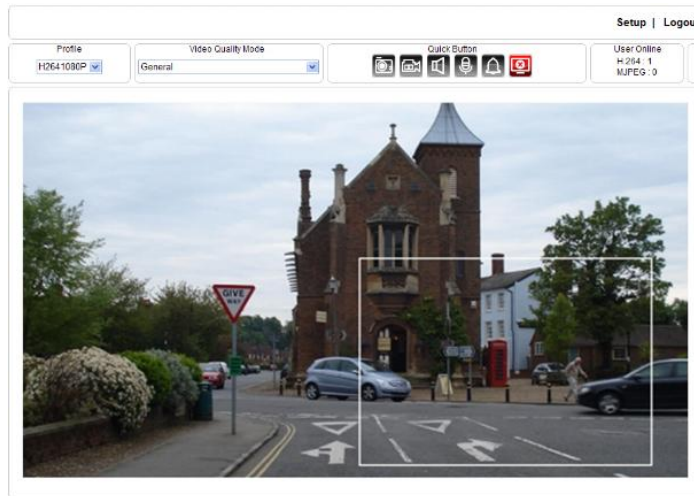 Setup | Logou
Profile
Video Quality Mode
Quick Button
User Online
H2641080P
General
H.264 : 1
MJPEG : 0
GIVE
WAY